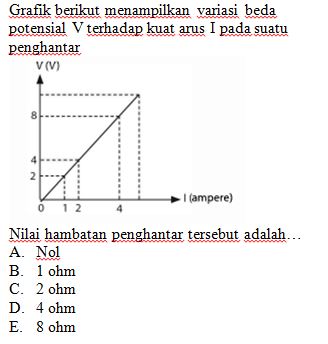 Grafik berikut menampilkan variasi beda
potensial V terhadap kuat arus I pada suatu
penghantar
V (V)
8
4
2
0 1 2 4
I (ampere)
Nilai hambatan penghantar tersebut adalah…
A. Nol
B. 1 ohm
C. 2 ohm
D. 4 ohm
E. 8 ohm